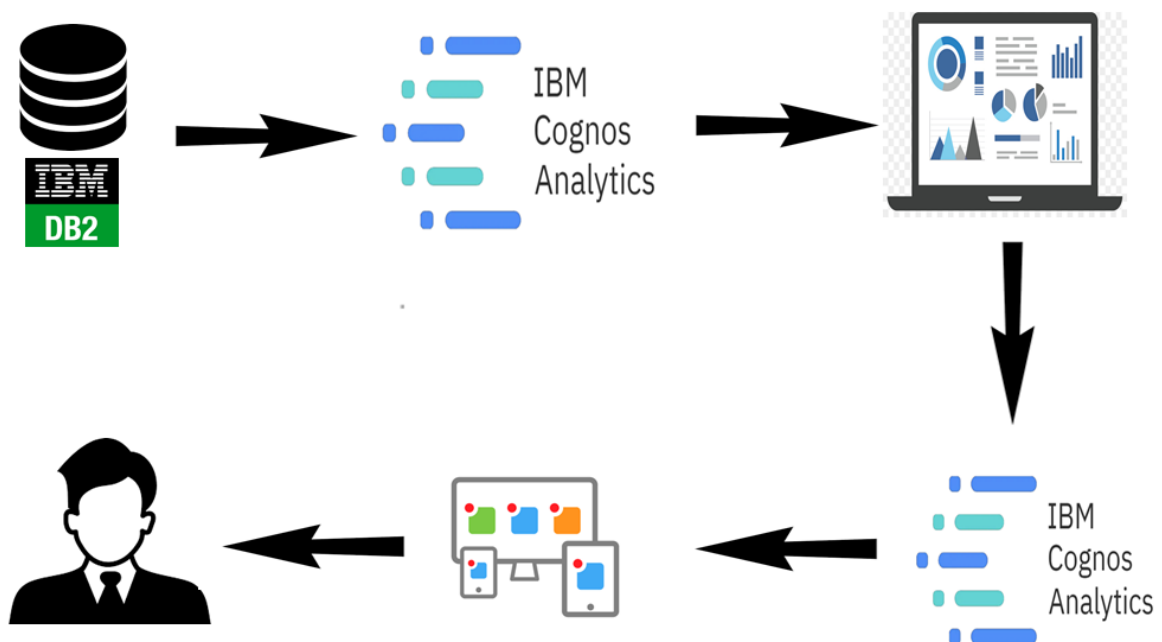 IBM
DB2
IBM
Cognos
Analytics
IBM
Cognos
Analytics